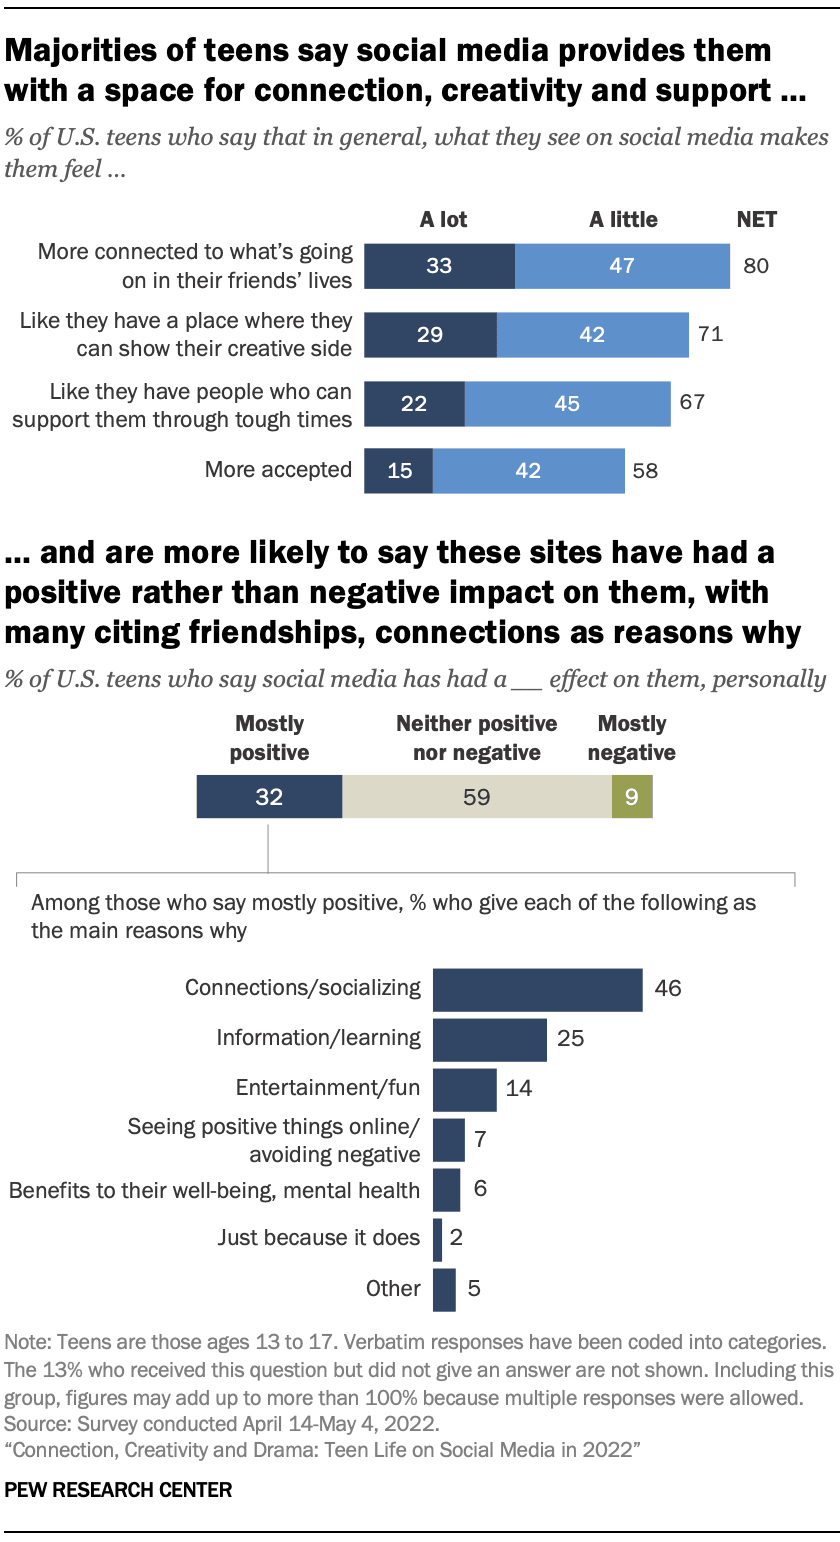 Majorities of teens say social media provides them
with a space for connection, creativity and support ...
% of U.S. teens who say that in general, what they see on social media makes
them feel ...
A lot A little NET
More connected to what's going
on in their friends' lives
33 47 80
Like they have a place where they
can show their creative side
29 42 71
Like they have people who can
support them through tough times
22 45 67
More accepted 15 42 58
... and are more likely to say these sites have had a
positive rather than negative impact on them, with
many citing friendships, connections as reasons why
% of U.S. teens who say social media has had a __ effect on them, personally
Mostly
positive
Neither positive
nor negative
Mostly
negative
32 59 9
Among those who say mostly positive, % who give each of the following as
the main reasons why
Connections/socializing 46
Information/learning 25
Entertainment/fun 14
Seeing positive things online/
avoiding negative
7
Benefits to their well-being, mental health 6
Just because it does 2
Other 5
Note: Teens are those ages 13 to 17. Verbatim responses have been coded into categories.
The 13% who received this question but did not give an answer are not shown. Including this
group, figures may add up to more than 100% because multiple responses were allowed.
Source: Survey conducted April 14-May 4, 2022.
"Connection, Creativity and Drama: Teen Life on Social Media in 2022"
PEW RESEARCH CENTER